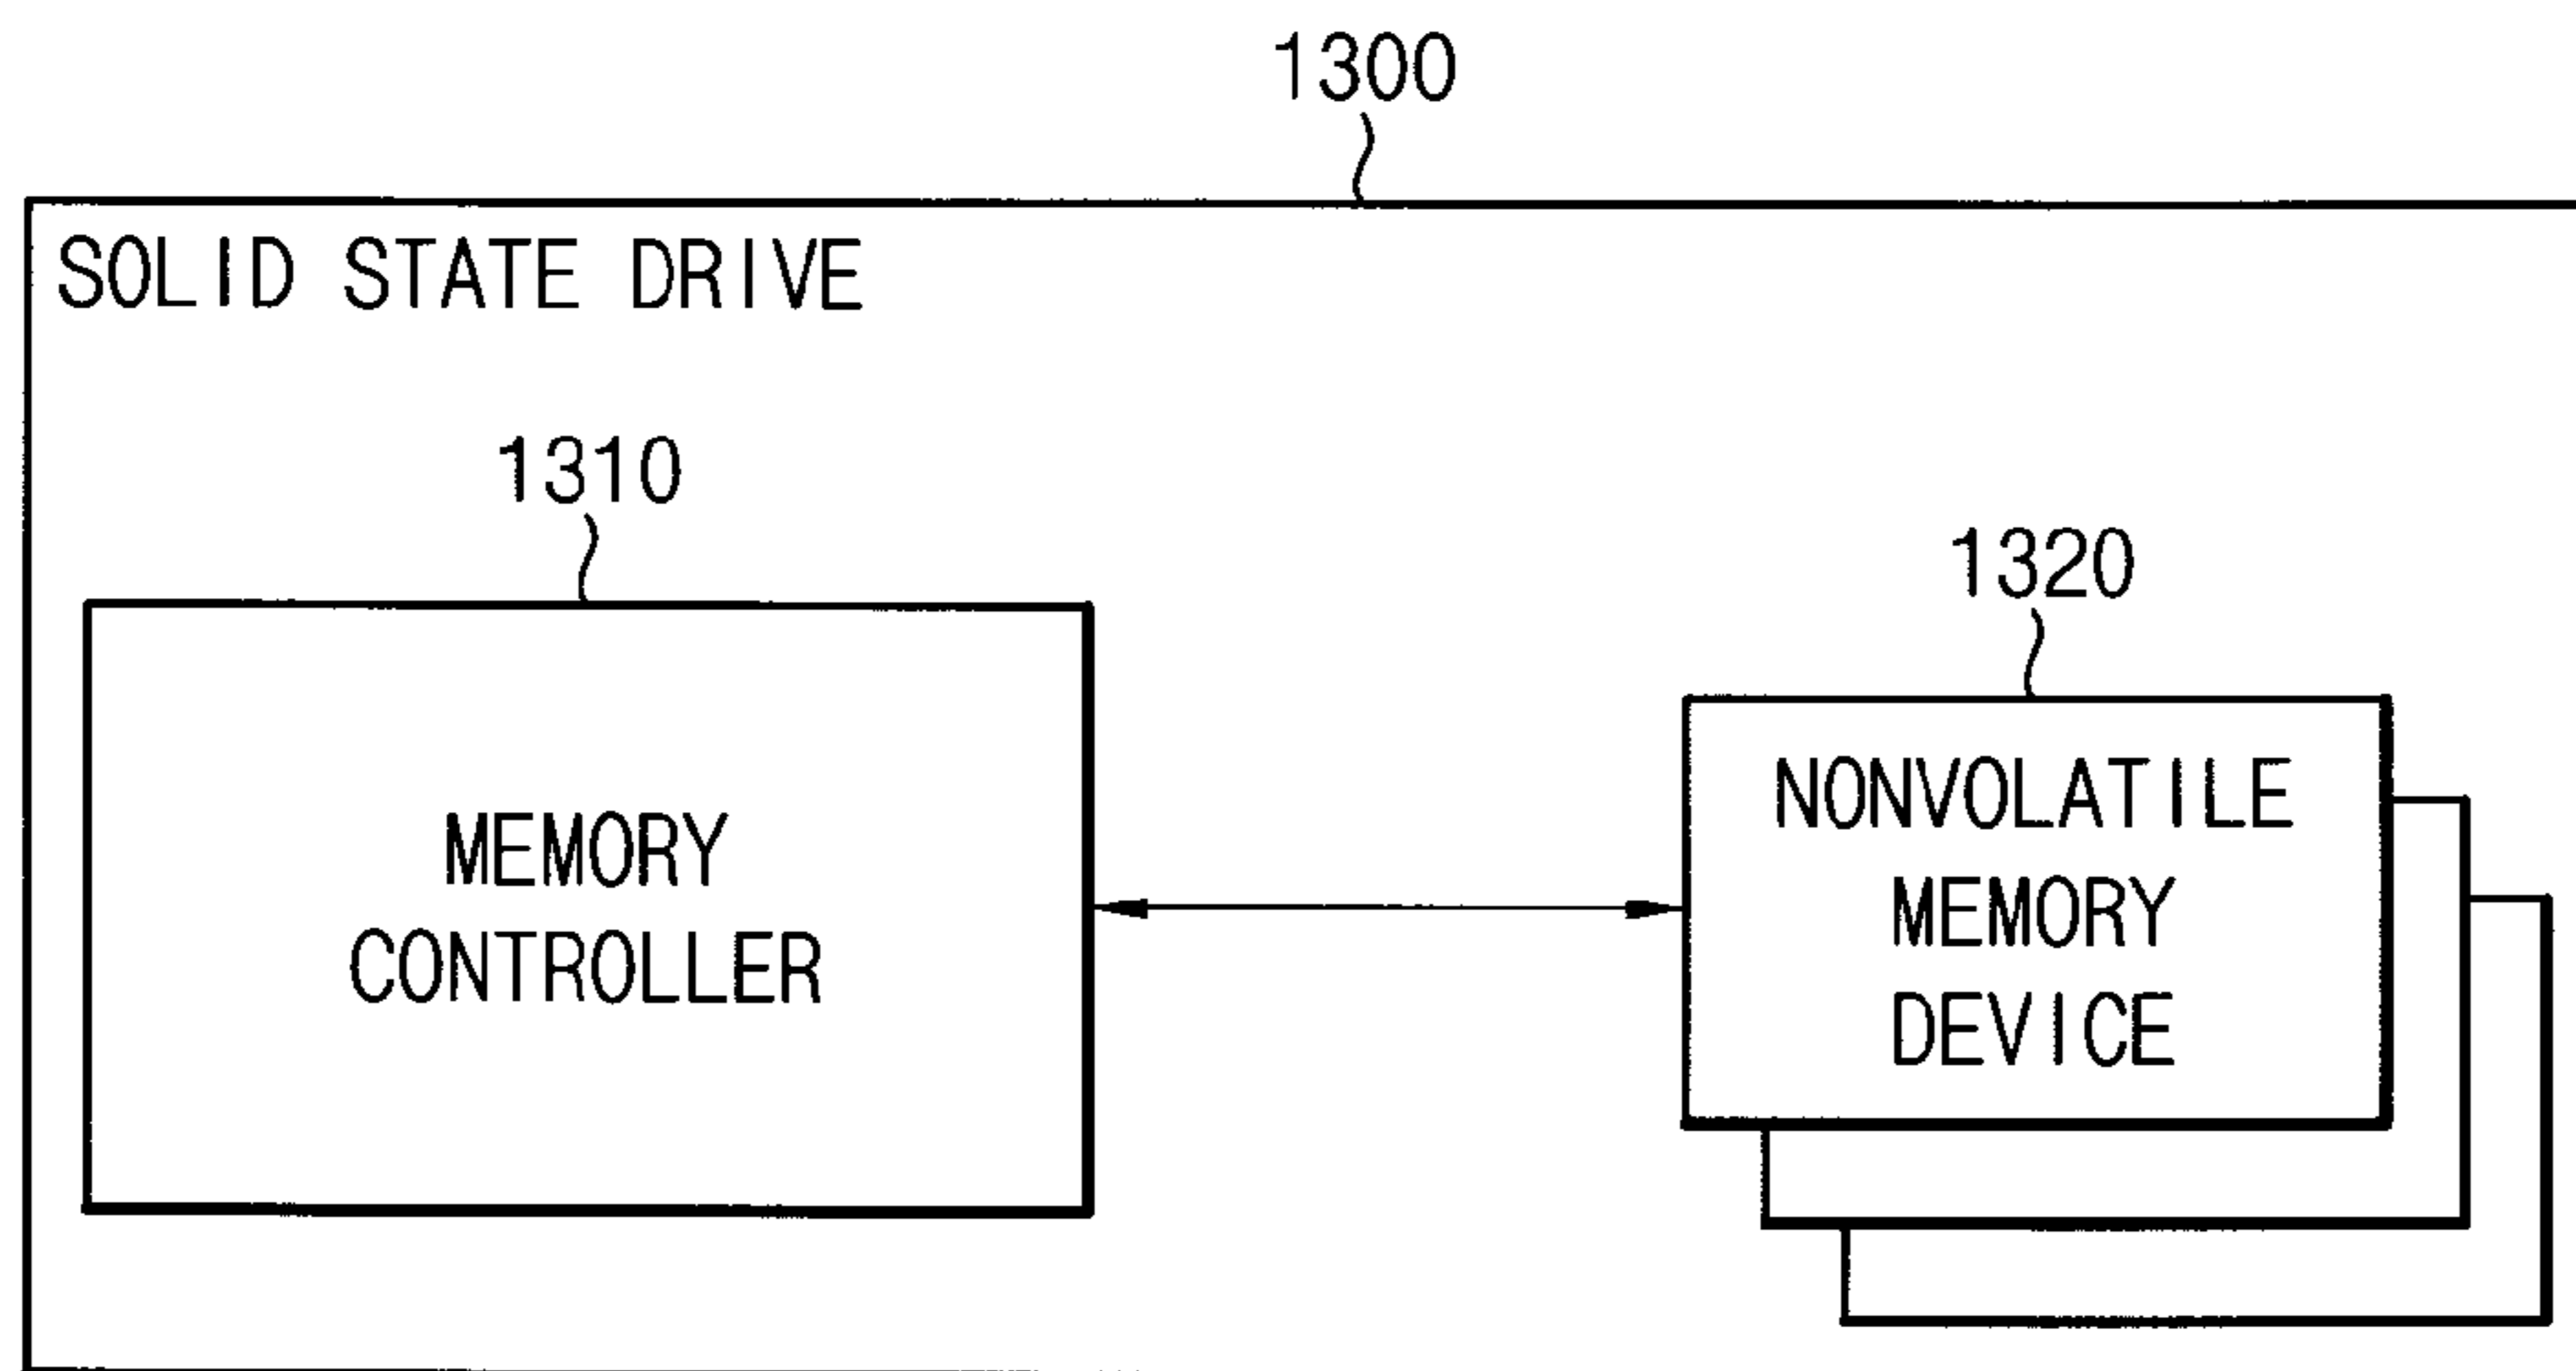 1300
SOLID STATE DRIVE
1310
1320
MEMORY
CONTROLLER
NONVOLATILE
MEMORY
DEVICE